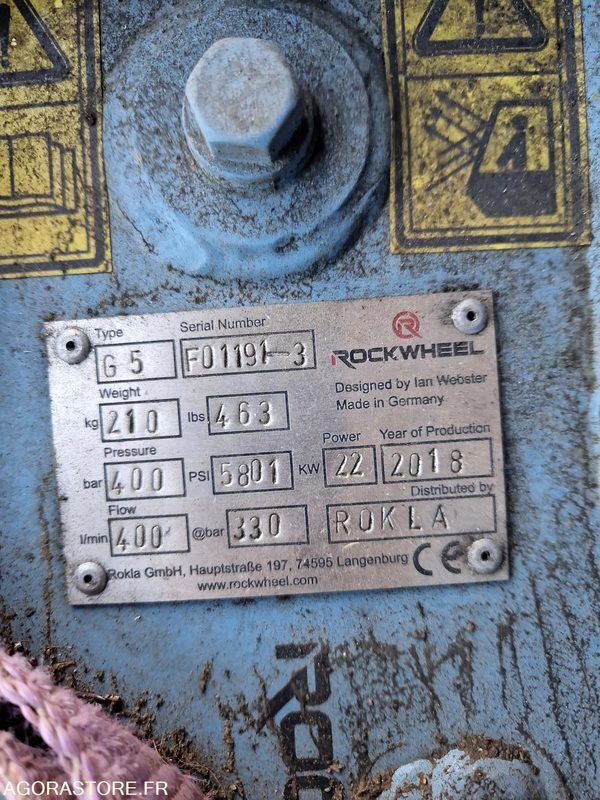 Type Serial Number
G 5 F01191-3
ROCKWHEEL
Weight
kg 210 lbs. 463
Designed by Ian Webster
Made in Germany
Pressure Power Year of Production
bar 400 PSI 5801 KW 22 2018
Flow Distributed by
l/min 400 @bar 330 ROKLA
Rokla GmbH, Hauptstraße 197, 74595 Langenburg CE
www.rockwheel.com
AGORASTORE.FR